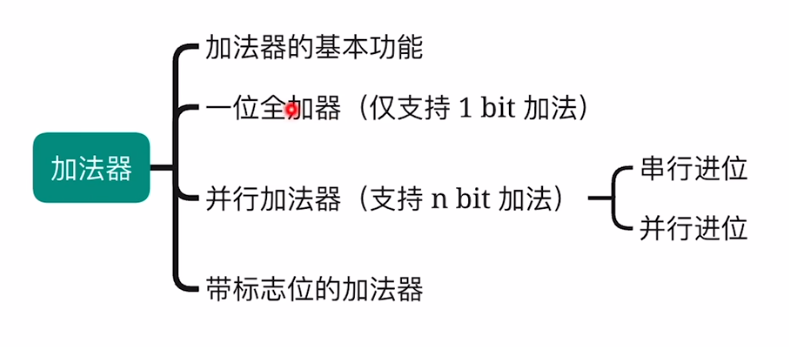 加法器
加法器的基本功能
一位全加器（仅支持 1 bit 加法）
并行加法器（支持 n bit 加法）
串行进位
并行进位
带标志位的加法器